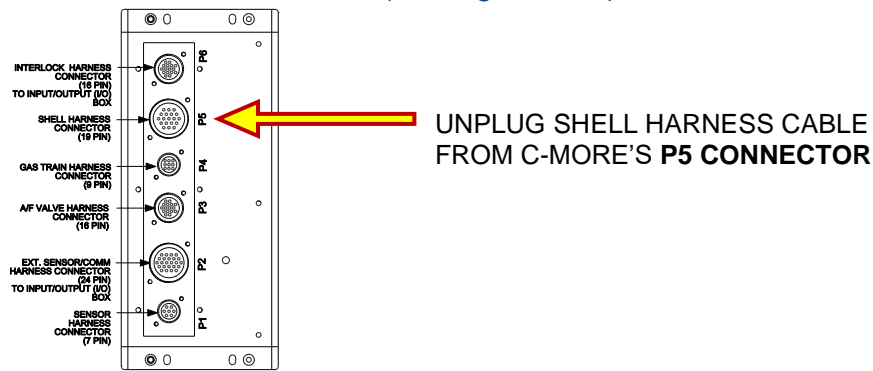 INTERLOCK HARNESS
CONNECTOR
(16 PIN)
TO INPUT/OUTPUT (I/O)
BOX
P6
SHELL HARNESS
CONNECTOR
(19 PIN)
P5
GAS TRAIN HARNESS
CONNECTOR
(9 PIN)
P4
A/F VALVE HARNESS
CONNECTOR
(16 PIN)
P3
EXT. SENSOR/COMM
HARNESS CONNECTOR
(24 PIN)
TO INPUT/OUTPUT (I/O)
BOX
P2
SENSOR
HARNESS
CONNECTOR
(7 PIN)
P1
UNPLUG SHELL HARNESS CABLE
FROM C-MORE'S P5 CONNECTOR